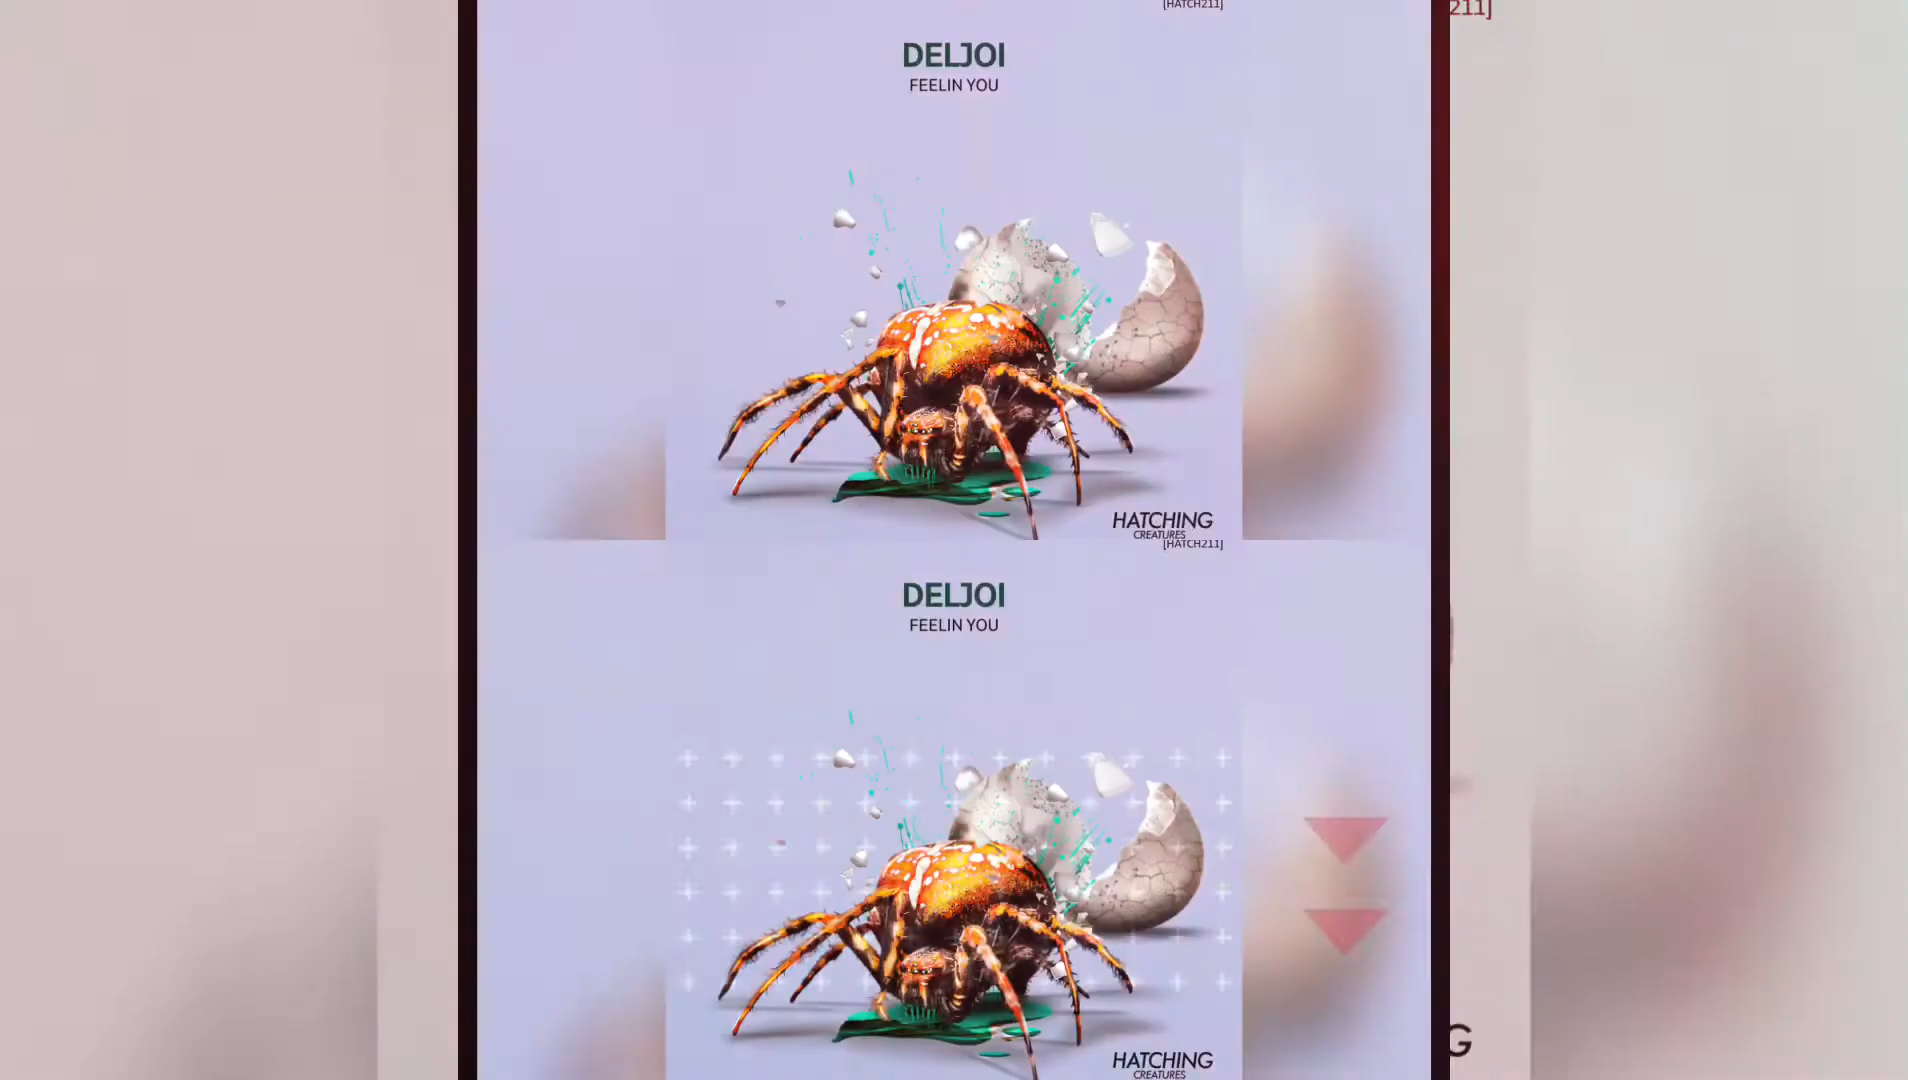 [HATCH211]
211]
DELJOI
FEELIN YOU
HATCHING
CREATURES
[HATCH211]
DELJOI
FEELIN YOU
HATCHING
CREATURES
G